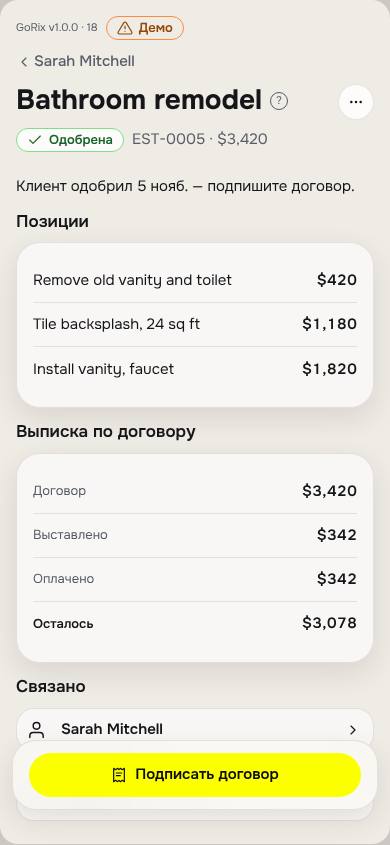 GoRix v1.0.0 · 18 Демо
Sarah Mitchell
Bathroom remodel ?
Одобрена EST-0005 · $3,420
Клиент одобрил 5 нояб. — подпишите договор.
Позиции
Remove old vanity and toilet $420
Tile backsplash, 24 sq ft $1,180
Install vanity, faucet $1,820
Выписка по договору
Договор $3,420
Выставлено $342
Оплачено $342
Осталось $3,078
Связано
Sarah Mitchell
Подписать договор